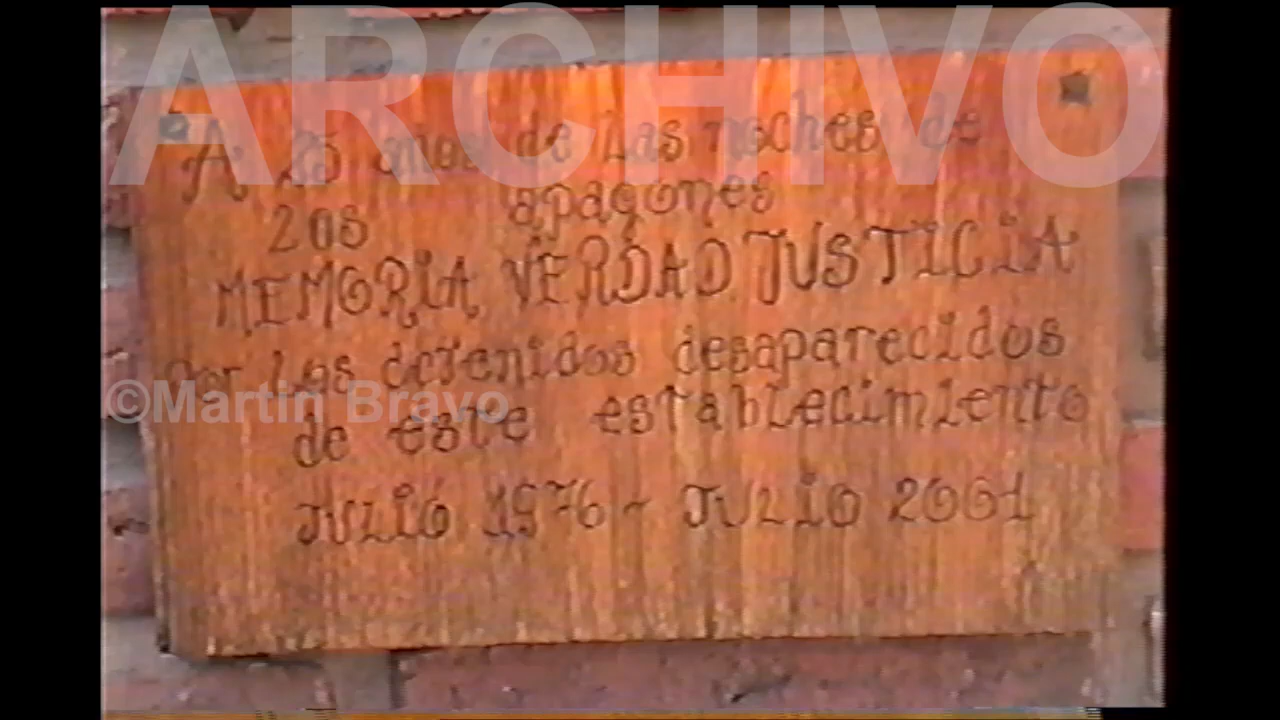 ARCHIVO
A 25 años de Las noches de
Los apagones
MEMORiA VERDAD JUSTICiA
por Los detenidos desaparecidos
©Martin Bravo
de este establecimiento
JULiO 1976 - JULiO 2001